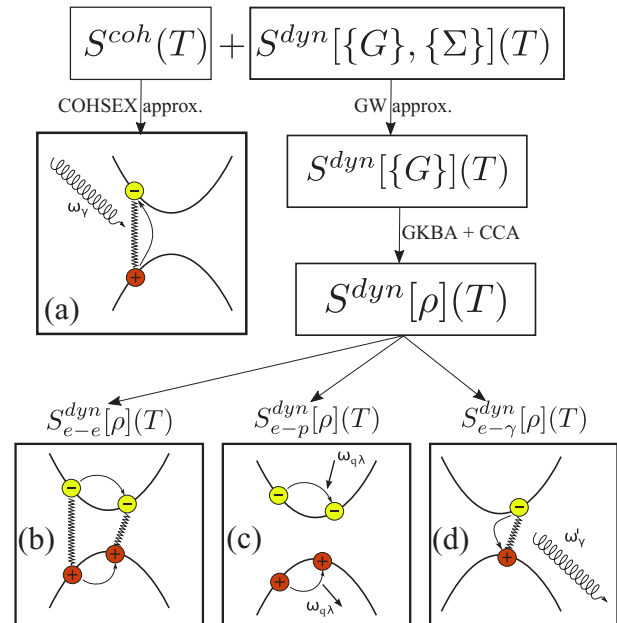 S^{coh}(T) + S^{dyn}[{G}, {Σ}](T)
COHSEX approx.
GW approx.
S^{dyn}[{G}](T)
ω_γ
GKBA + CCA
(a)
S^{dyn}[ρ](T)
S^{dyn}_{e-e}[ρ](T)
S^{dyn}_{e-p}[ρ](T)
S^{dyn}_{e-γ}[ρ](T)
ω_{qλ}
(b)
(c)
(d)
ω'_γ
ω_{qλ}